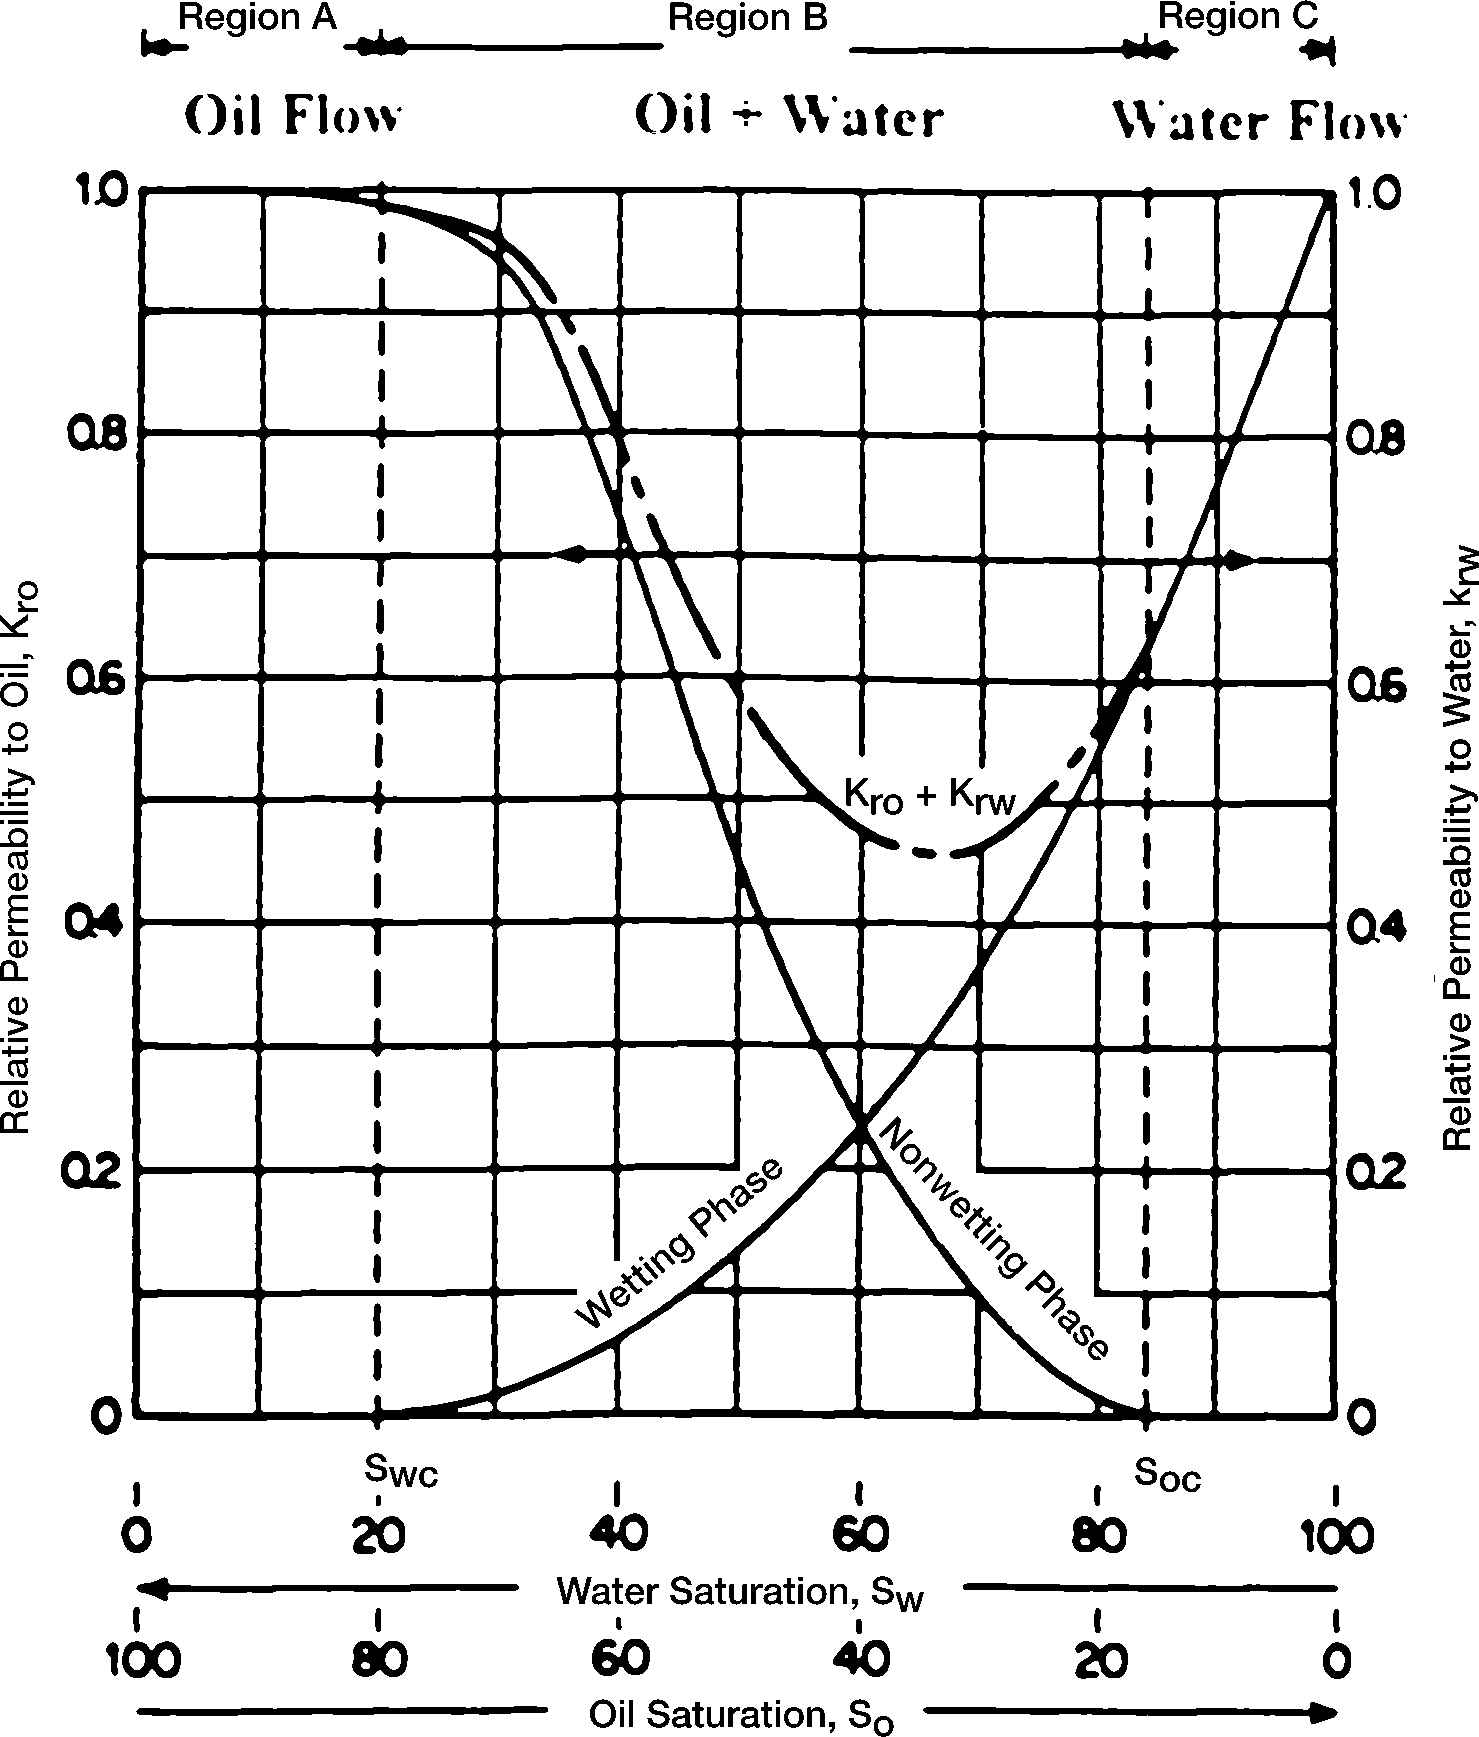 Region A Region B Region C
Oil Flow Oil + Water Water Flow
1.0 1.0
0.8 0.8
0.6 0.6
0.4 0.4
0.2 0.2
0 0
Relative Permeability to Oil, Kro
Relative Permeability to Water, krw
Kro + Krw
Wetting Phase
Nonwetting Phase
Swc Soc
0 20 40 60 80 100
Water Saturation, Sw
100 80 60 40 20 0
Oil Saturation, So